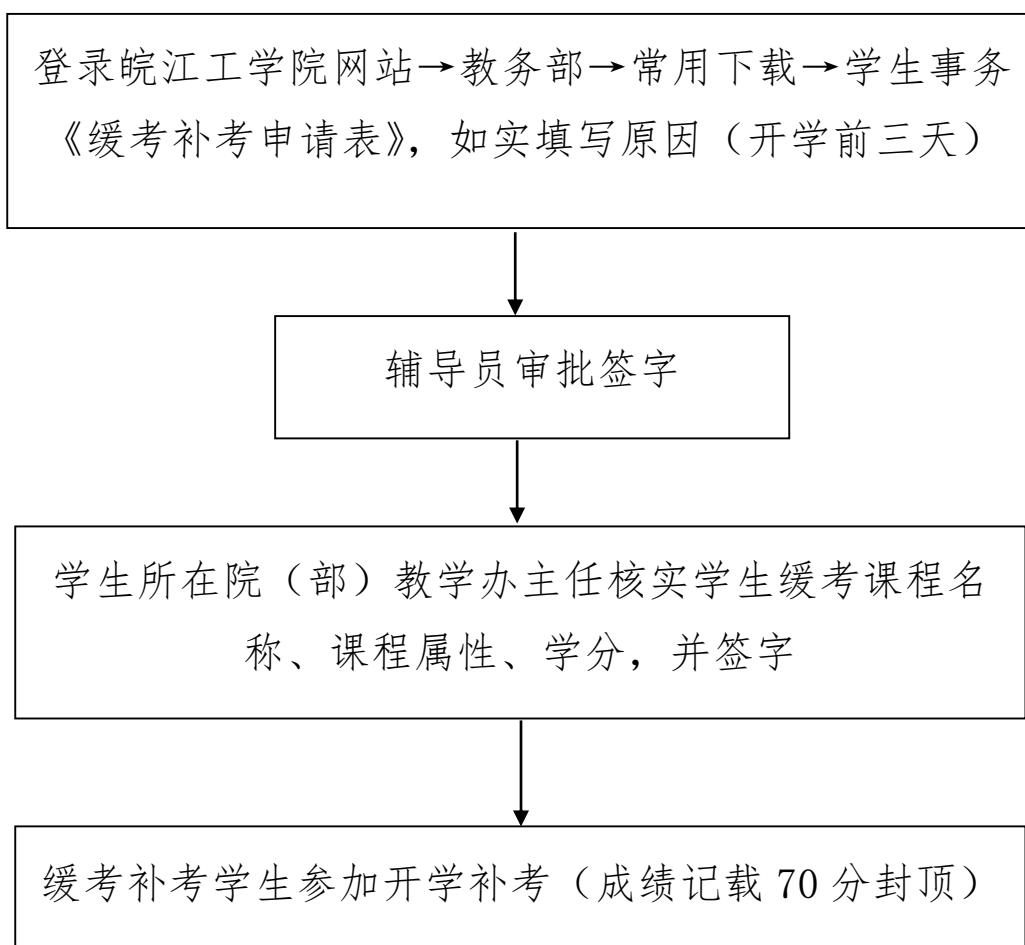 登录皖江工学院网站→教务部→常用下载→学生事务
《缓考补考申请表》，如实填写原因（开学前三天）
辅导员审批签字
学生所在院（部）教学办主任核实学生缓考课程名
称、课程属性、学分，并签字
缓考补考学生参加开学补考（成绩记载 70 分封顶）